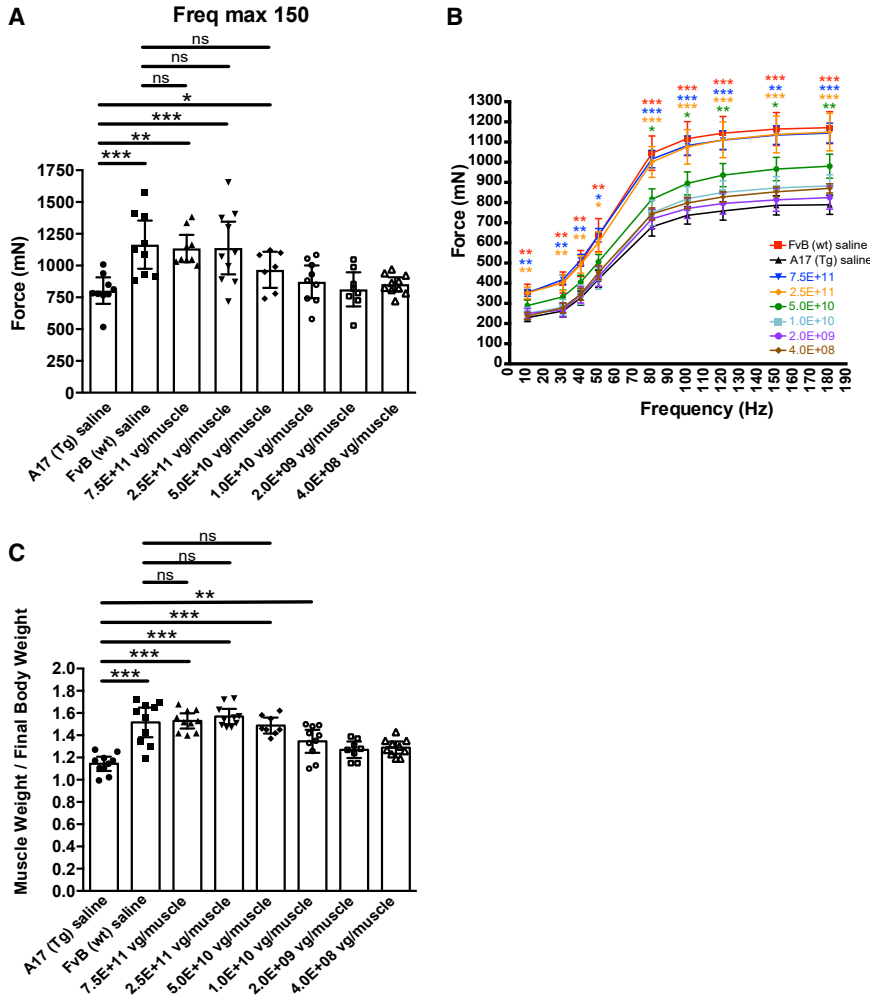 A
Freq max 150
ns
ns
ns
*
***
**
***
Force (mN)
1750
1500
1250
1000
750
500
250
0
A17 (Tg) saline
FvB (wt) saline
7.5E+11 vg/muscle
2.5E+11 vg/muscle
5.0E+10 vg/muscle
1.0E+10 vg/muscle
2.0E+09 vg/muscle
4.0E+08 vg/muscle
B
*** *** *** *** ***
*** *** *** ** ***
*** *** *** *** ***
* * ** * **
** ** ** **
** ** ** *
** ** ** *
Force (mN)
1300
1200
1100
1000
900
800
700
600
500
400
300
200
100
0
FvB (wt) saline
A17 (Tg) saline
7.5E+11
2.5E+11
5.0E+10
1.0E+10
2.0E+09
4.0E+08
0 10 20 30 40 50 60 70 80 90 100 110 120 130 140 150 160 170 180 190
Frequency (Hz)
C
ns
ns
ns
**
***
***
***
***
Muscle Weight / Final Body Weight
2.0
1.8
1.6
1.4
1.2
1.0
0.8
0.6
0.4
0.2
0.0
A17 (Tg) saline
FvB (wt) saline
7.5E+11 vg/muscle
2.5E+11 vg/muscle
5.0E+10 vg/muscle
1.0E+10 vg/muscle
2.0E+09 vg/muscle
4.0E+08 vg/muscle